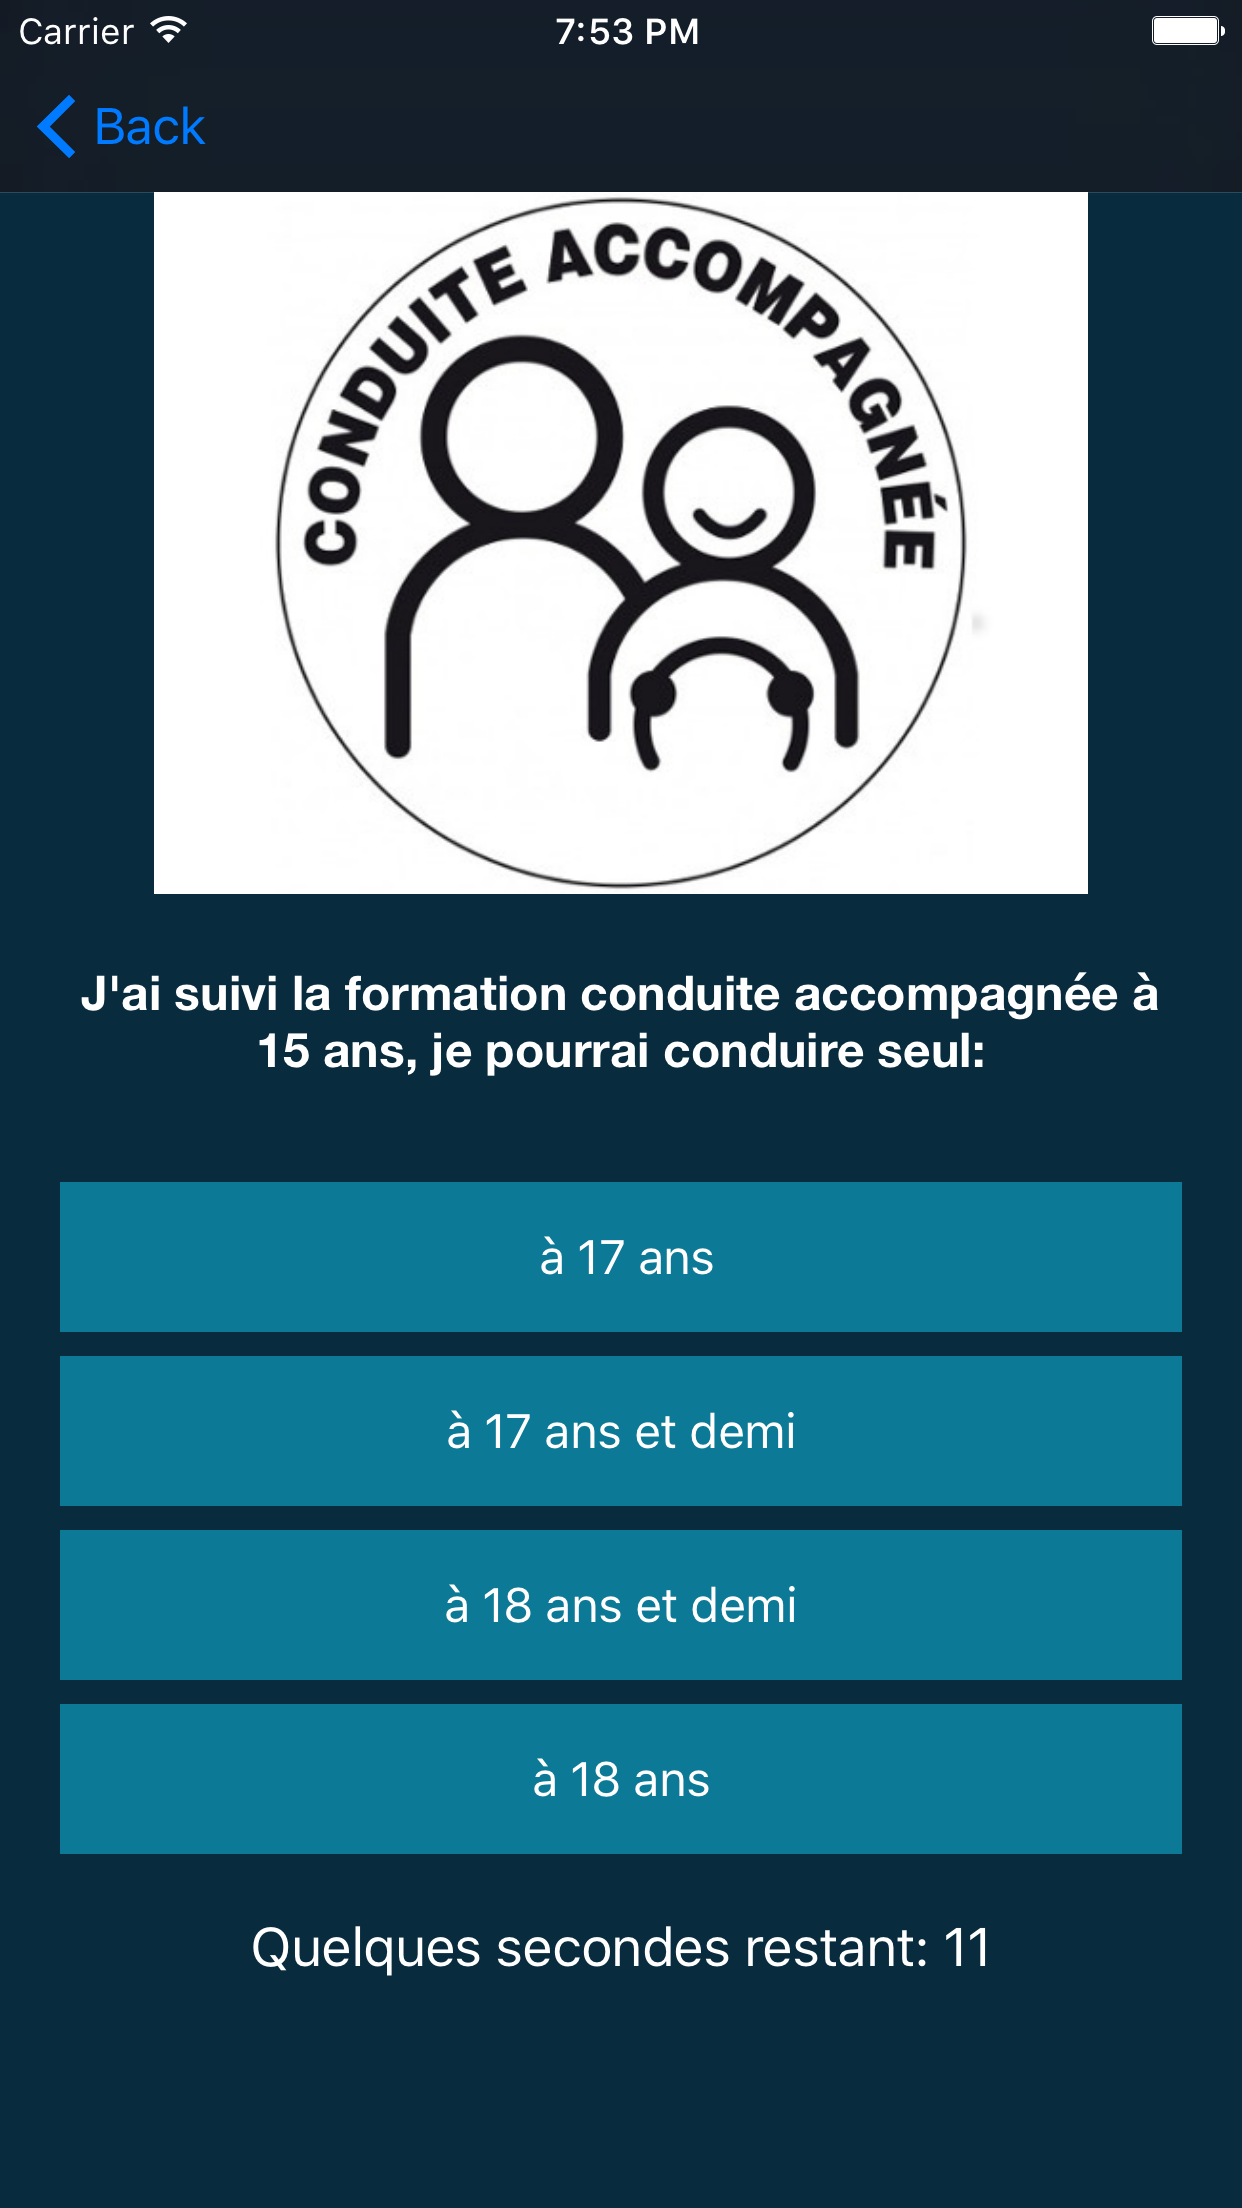 Carrier
7:53 PM
Back
CONDUITE ACCOMPAGNÉE
J'ai suivi la formation conduite accompagnée à
15 ans, je pourrai conduire seul:
à 17 ans
à 17 ans et demi
à 18 ans et demi
à 18 ans
Quelques secondes restant: 11